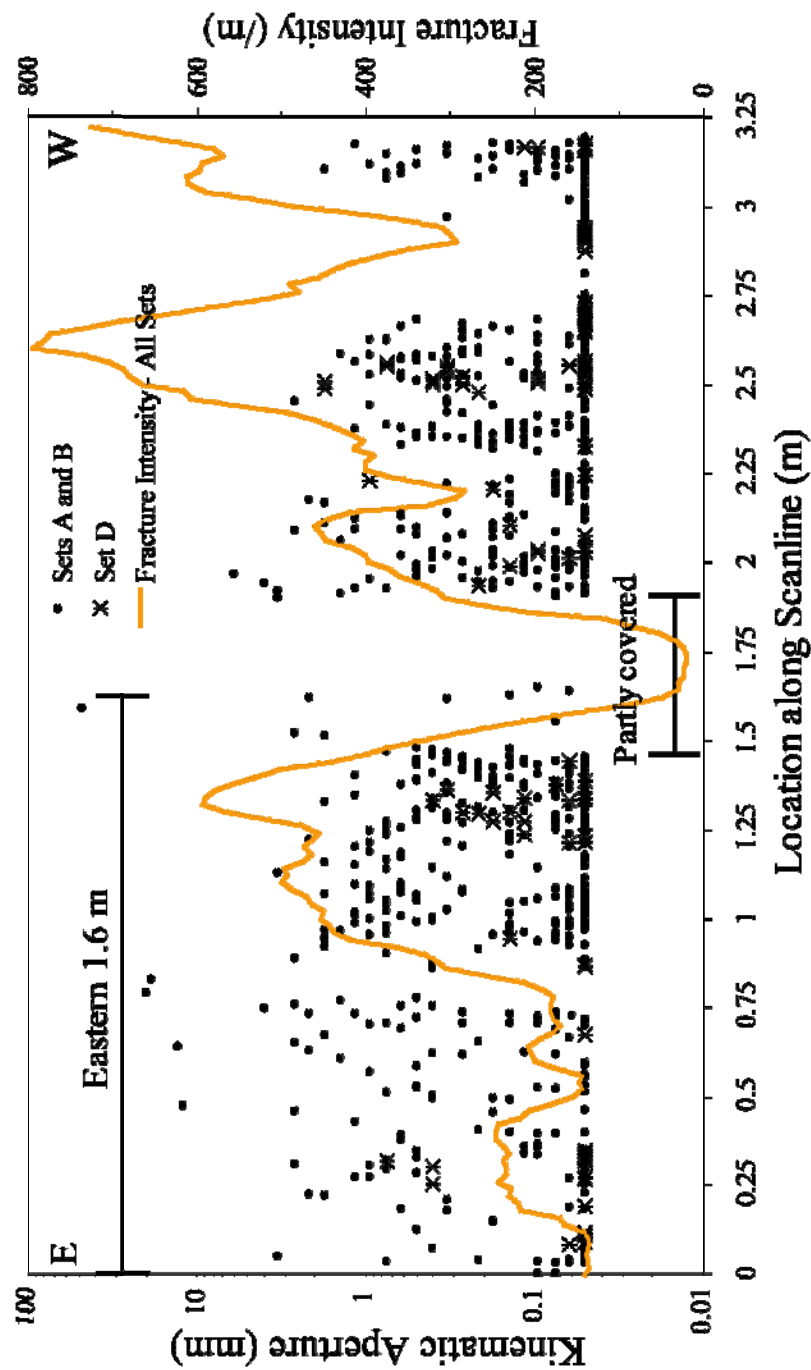 E
Eastern 1.6 m
W
Sets A and B
Set D
Fracture Intensity - All Sets
Partly covered
Kinematic Aperture (mm)
100
10
1
0.1
0.01
Fracture Intensity (/m)
800
600
400
200
0
0 0.25 0.5 0.75 1 1.25 1.5 1.75 2 2.25 2.5 2.75 3 3.25
Location along Scanline (m)